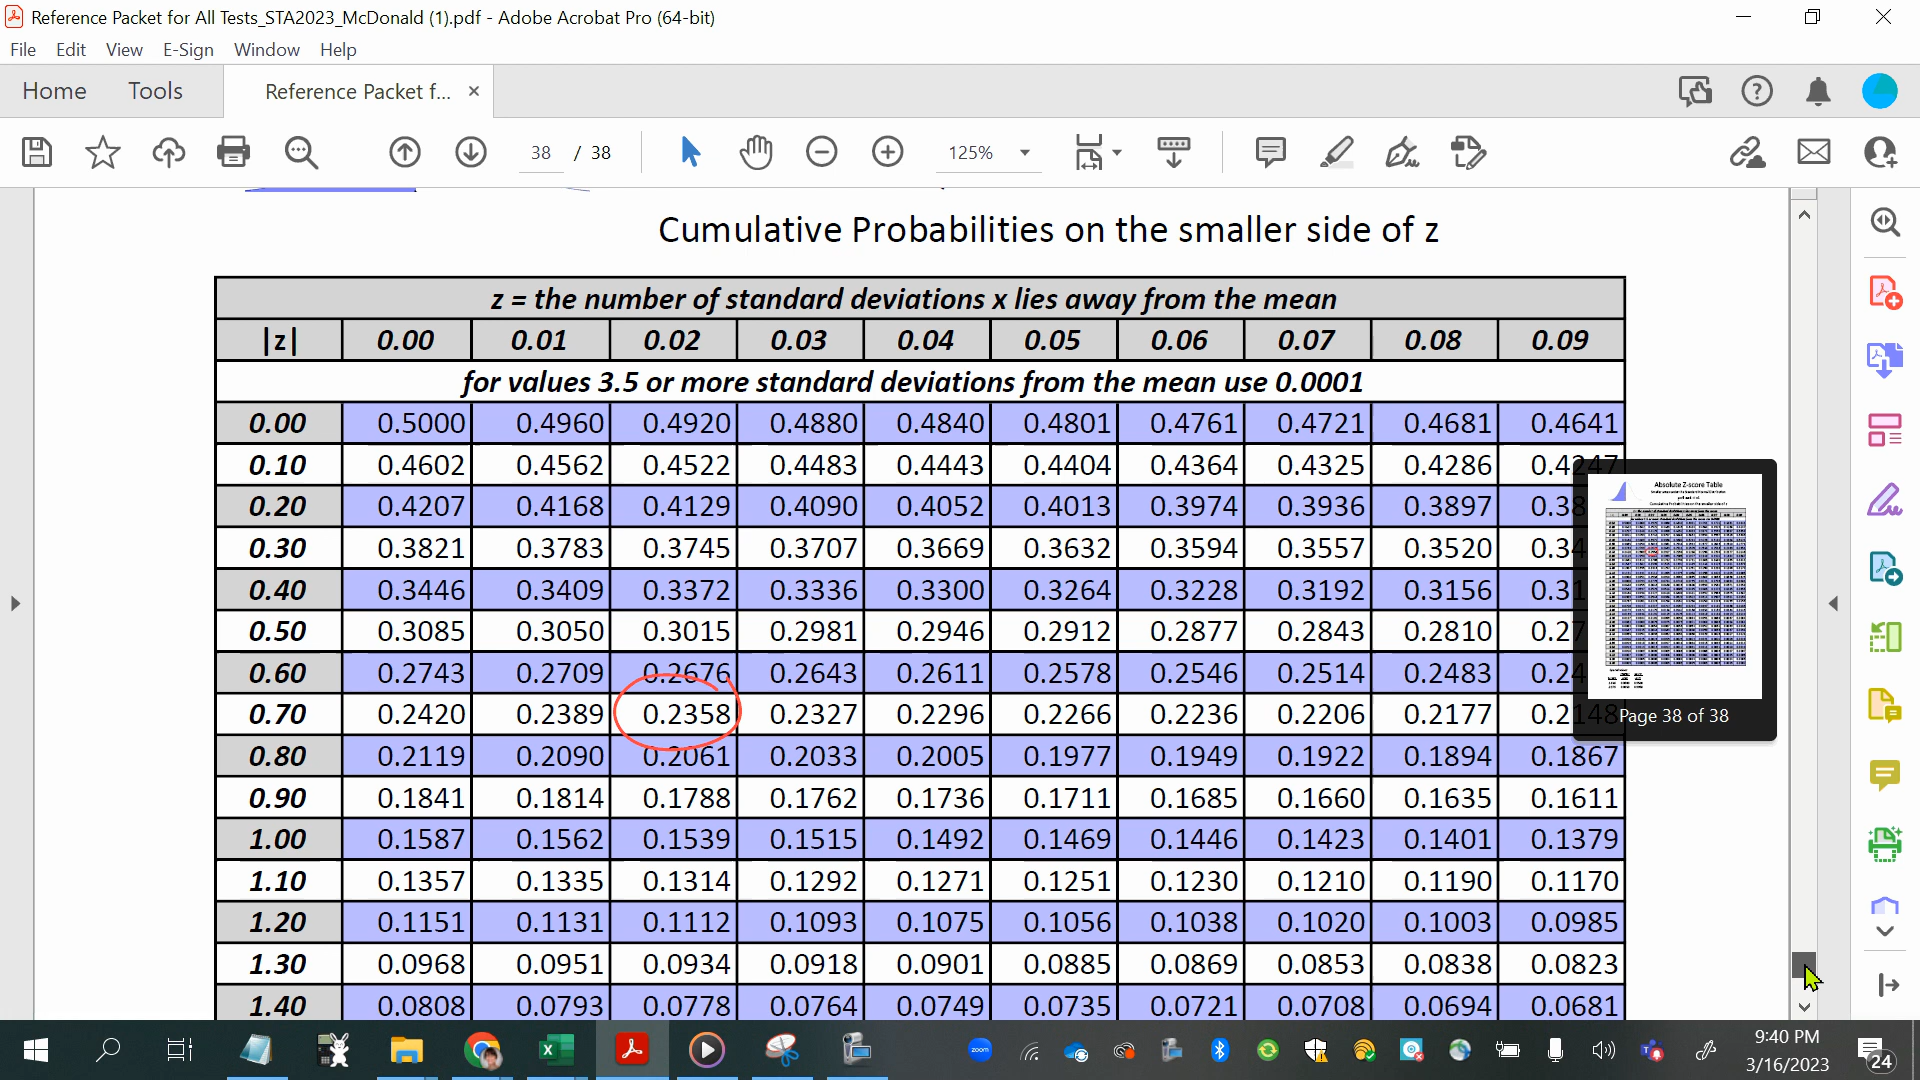 Reference Packet for All Tests_STA2023_McDonald (1).pdf - Adobe Acrobat Pro (64-bit)
File Edit View E-Sign Window Help
Home Tools Reference Packet f... ×
38 / 38 125%
Cumulative Probabilities on the smaller side of z
z = the number of standard deviations x lies away from the mean
|z| 0.00 0.01 0.02 0.03 0.04 0.05 0.06 0.07 0.08 0.09
for values 3.5 or more standard deviations from the mean use 0.0001
0.00 0.5000 0.4960 0.4920 0.4880 0.4840 0.4801 0.4761 0.4721 0.4681 0.4641
0.10 0.4602 0.4562 0.4522 0.4483 0.4443 0.4404 0.4364 0.4325 0.4286 0.4247
0.20 0.4207 0.4168 0.4129 0.4090 0.4052 0.4013 0.3974 0.3936 0.3897
0.30 0.3821 0.3783 0.3745 0.3707 0.3669 0.3632 0.3594 0.3557 0.3520
0.40 0.3446 0.3409 0.3372 0.3336 0.3300 0.3264 0.3228 0.3192 0.3156
0.50 0.3085 0.3050 0.3015 0.2981 0.2946 0.2912 0.2877 0.2843 0.2810
0.60 0.2743 0.2709 0.2676 0.2643 0.2611 0.2578 0.2546 0.2514 0.2483
0.70 0.2420 0.2389 0.2358 0.2327 0.2296 0.2266 0.2236 0.2206 0.2177 0.2148
0.80 0.2119 0.2090 0.2061 0.2033 0.2005 0.1977 0.1949 0.1922 0.1894 0.1867
0.90 0.1841 0.1814 0.1788 0.1762 0.1736 0.1711 0.1685 0.1660 0.1635 0.1611
1.00 0.1587 0.1562 0.1539 0.1515 0.1492 0.1469 0.1446 0.1423 0.1401 0.1379
1.10 0.1357 0.1335 0.1314 0.1292 0.1271 0.1251 0.1230 0.1210 0.1190 0.1170
1.20 0.1151 0.1131 0.1112 0.1093 0.1075 0.1056 0.1038 0.1020 0.1003 0.0985
1.30 0.0968 0.0951 0.0934 0.0918 0.0901 0.0885 0.0869 0.0853 0.0838 0.0823
1.40 0.0808 0.0793 0.0778 0.0764 0.0749 0.0735 0.0721 0.0708 0.0694 0.0681
Absolute Z-score Table
Page 38 of 38
zoom
9:40 PM
3/16/2023
24